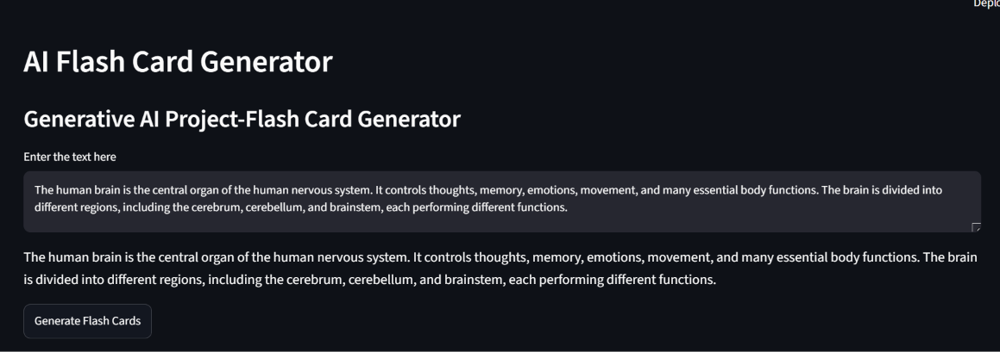 AI Flash Card Generator
Generative AI Project-Flash Card Generator
Enter the text here
The human brain is the central organ of the human nervous system. It controls thoughts, memory, emotions, movement, and many essential body functions. The brain is divided into
different regions, including the cerebrum, cerebellum, and brainstem, each performing different functions.
The human brain is the central organ of the human nervous system. It controls thoughts, memory, emotions, movement, and many essential body functions. The brain
is divided into different regions, including the cerebrum, cerebellum, and brainstem, each performing different functions.
Generate Flash Cards